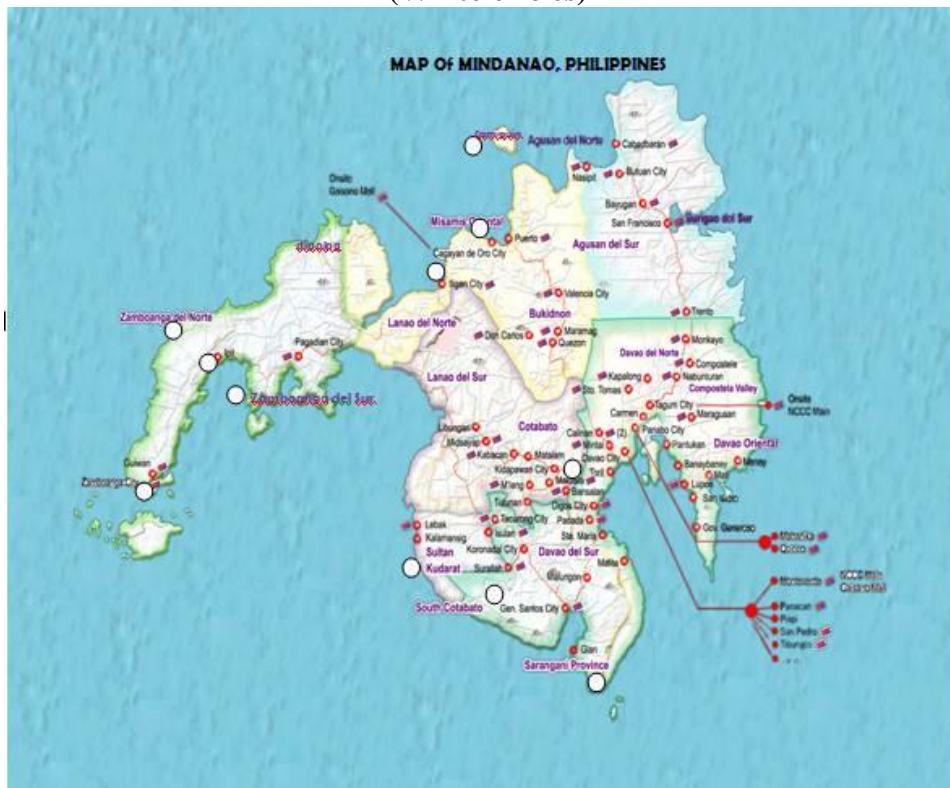 MAP Of MINDANAO, PHILIPPINES
Agusan del Norte
Cabadbaran
Nasipit
Butuan City
Onsite
Gaisano Mall
Bayugan
San Francisco
Surigao del Sur
Misamis Oriental
Puerto
Cagayan de Oro City
Agusan del Sur
Iligan City
Valencia City
Bukidnon
Trento
Zamboanga del Norte
Lanao del Norte
Don Carlos
Maramag
Quezon
Monkayo
Pagadian City
Ipil
Davao del Norte
Compostela
Lanao del Sur
Kapalong
Nabunturan
Sto. Tomas
Compostela Valley
Zamboanga del Sur
Tagum City
Onsite
NCCC Main
Carmen
Maragusan
Libungan
Cotabato
Calinan (2)
Panabo City
Midsayap
Mintal
Pantukan
Davao Oriental
Kabacan
Matalam
Davao City
Guiwan
Kidapawan City
Toril
Banaybanay
Zamboanga City
M'lang
Makilala
Mati
Bansalan
Lupon
Tulunan
Digos City
San Isidro
Lebak
Tacurong City
Padada
Kalamansig
Isulan
Sta. Maria
Gov. Generoso
Sultan
Kudarat
Koronadal City
Davao del Sur
Surallah
Malita
Malungon
South Cotabato
Gen. Santos City
San Pedro
Glan
Sarangani Province